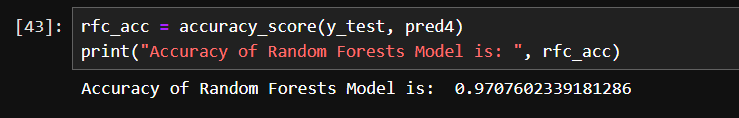 [43]: rfc_acc = accuracy_score(y_test, pred4)
print("Accuracy of Random Forests Model is: ", rfc_acc)
Accuracy of Random Forests Model is:  0.9707602339181286